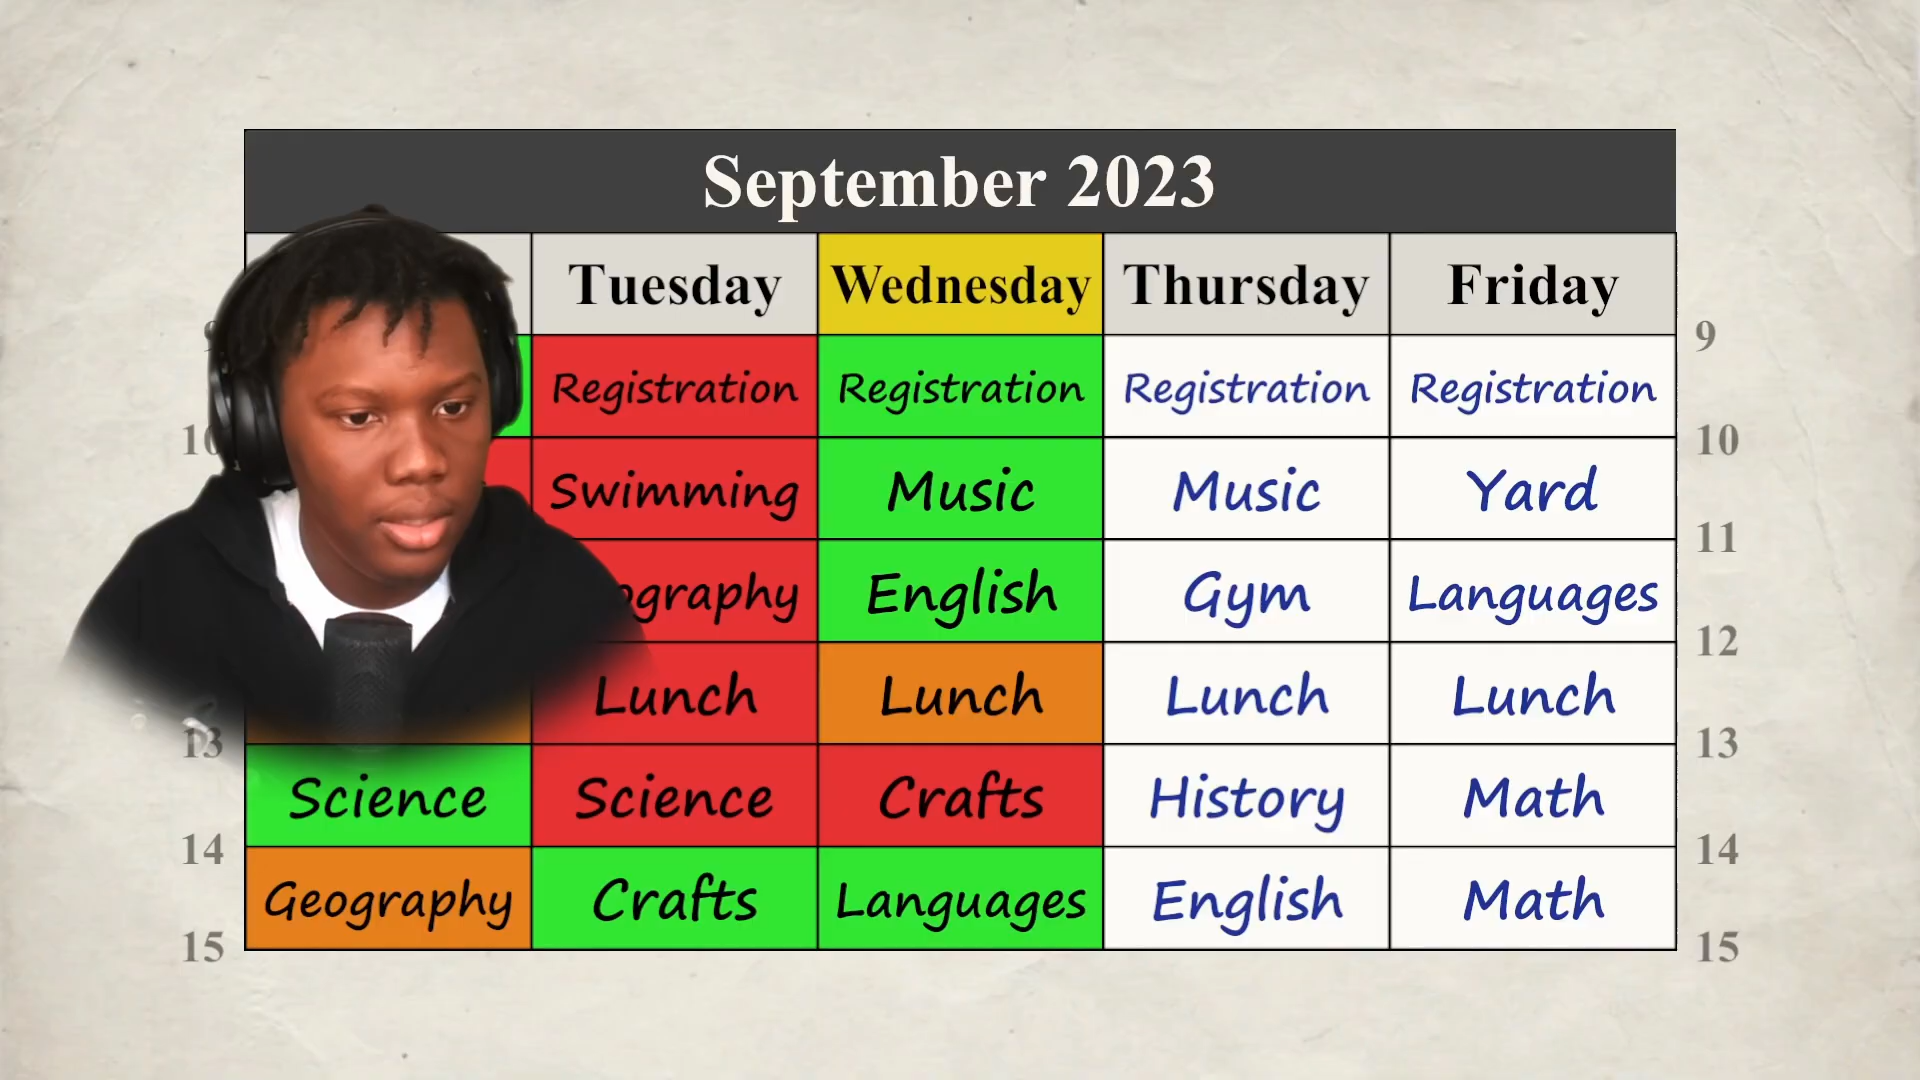 September 2023
Tuesday Wednesday Thursday Friday
9
Registration Registration Registration Registration
10 10
Swimming Music Music Yard
11
English Gym Languages
12
Lunch Lunch Lunch Lunch
13 13
Science Science Crafts History Math
14 14
Geography Crafts Languages English Math
15 15